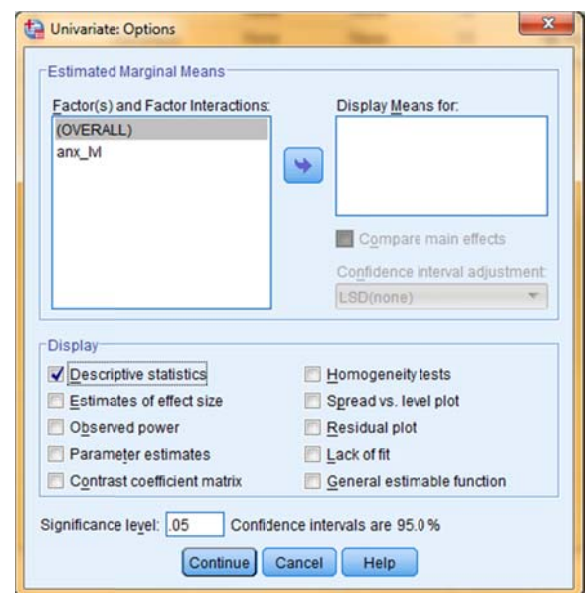 Univariate: Options
Estimated Marginal Means
Factor(s) and Factor Interactions:
(OVERALL)
anx_lvl
Display Means for:
Compare main effects
Confidence interval adjustment:
LSD(none)
Display
Descriptive statistics
Homogeneity tests
Estimates of effect size
Spread vs. level plot
Observed power
Residual plot
Parameter estimates
Lack of fit
Contrast coefficient matrix
General estimable function
Significance level: .05 Confidence intervals are 95.0 %
Continue Cancel Help